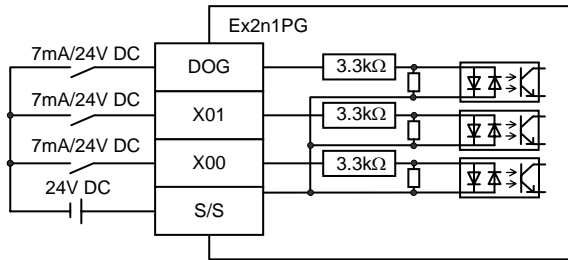 Ex2n1PG
7mA/24V DC
DOG
3.3kΩ
7mA/24V DC
X01
3.3kΩ
7mA/24V DC
X00
3.3kΩ
24V DC
S/S